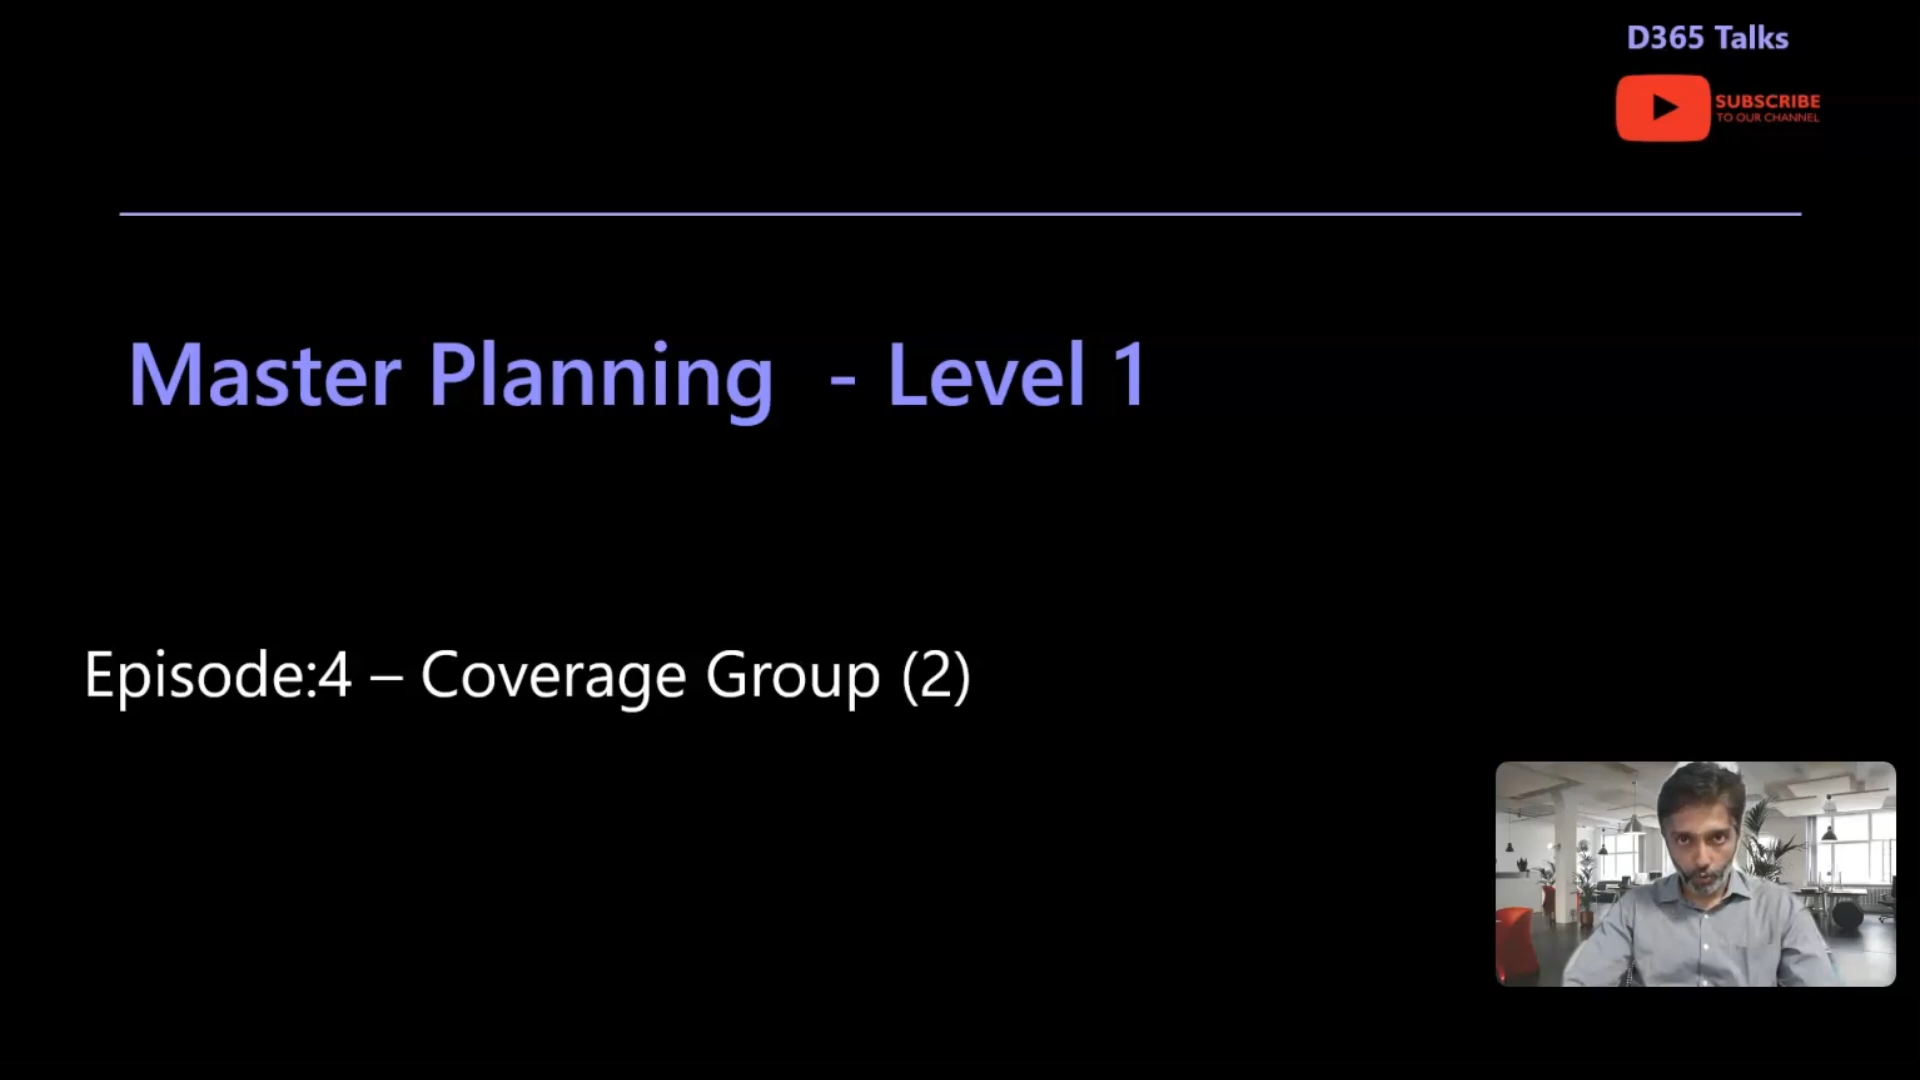 D365 Talks
SUBSCRIBE
TO OUR CHANNEL
Master Planning  - Level 1
Episode:4 – Coverage Group (2)